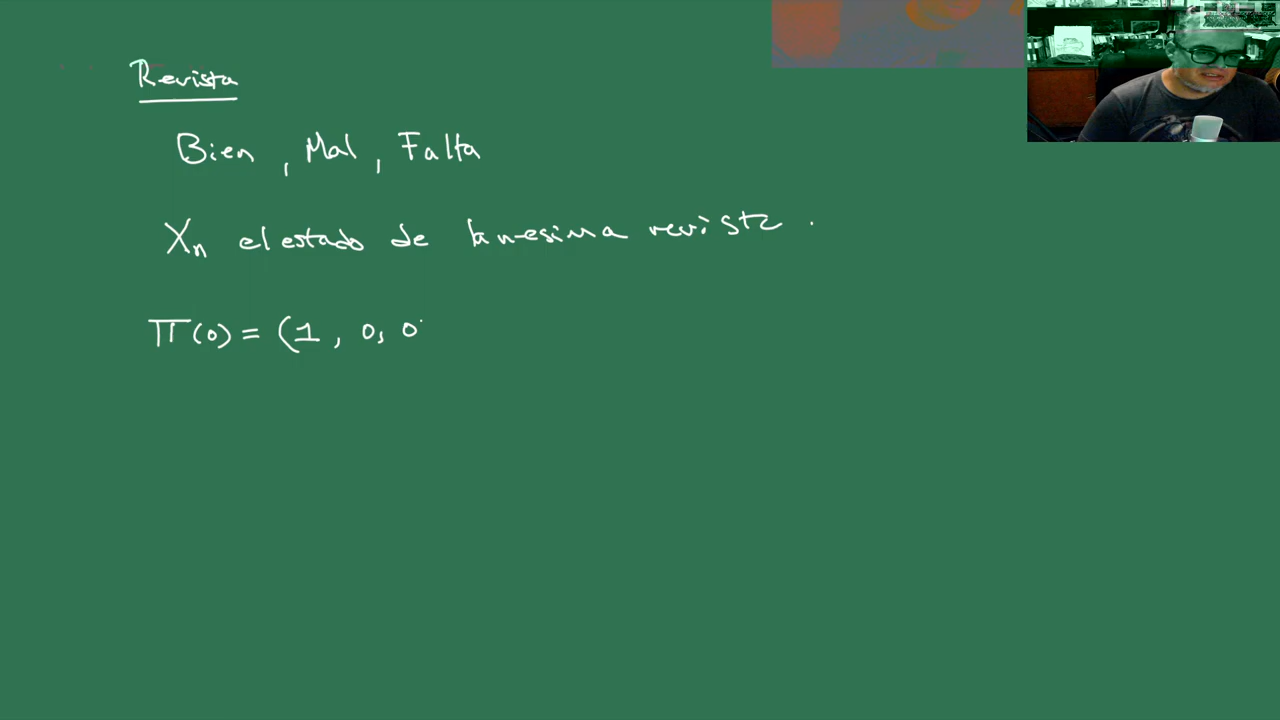 Revista
Bien, Mal, Falta
Xn el estado de la n-esima revista.
Π(0) = (1, 0, 0